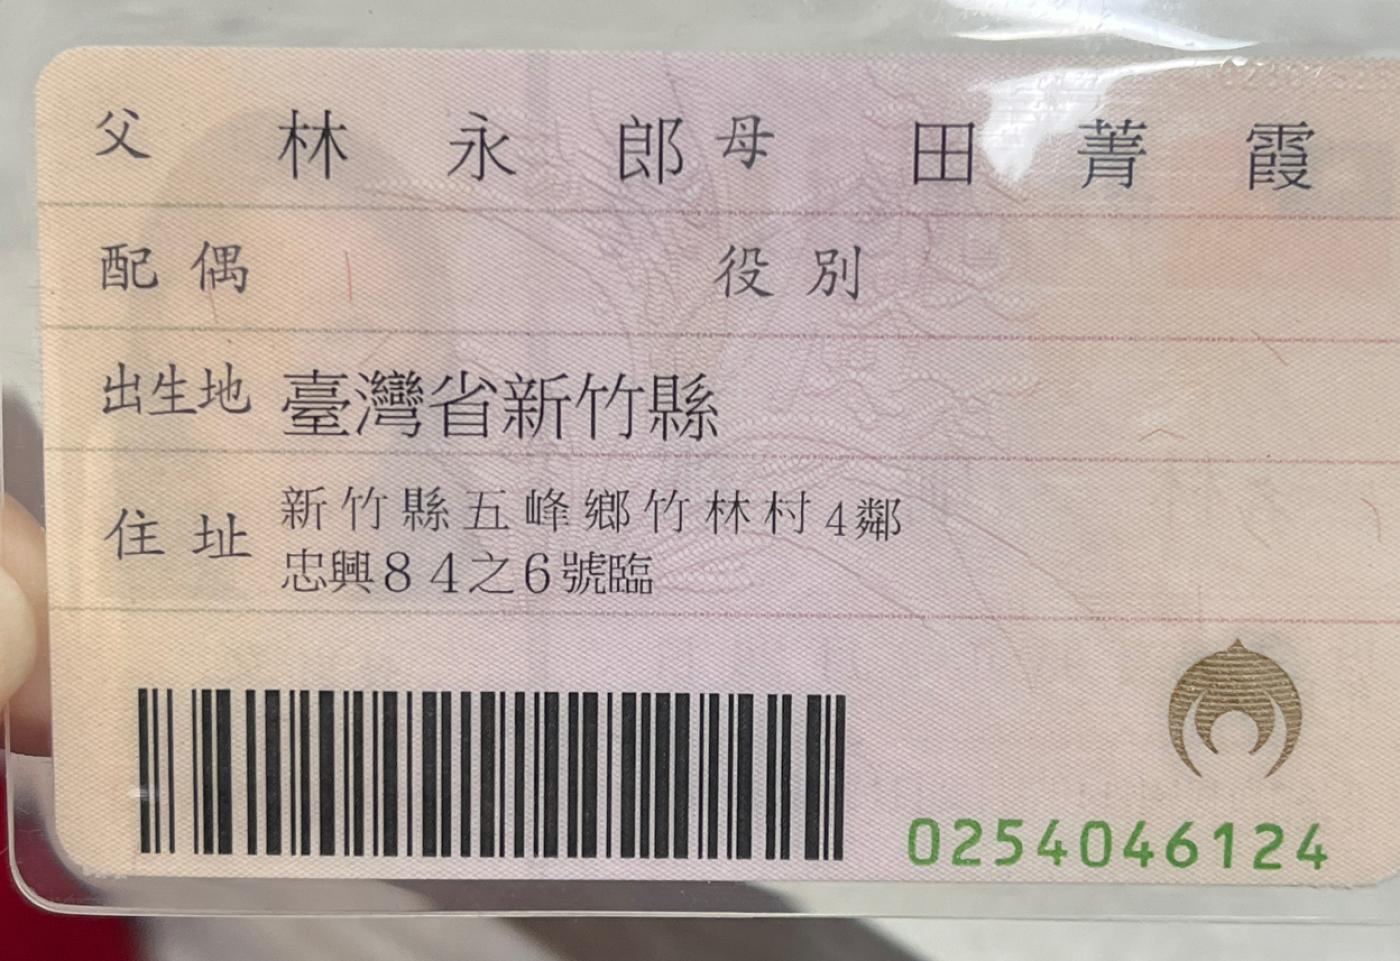 父 林永郎 母 田菁霞
配偶 役別
出生地 臺灣省新竹縣
住址 新竹縣五峰鄉竹林村4鄰
忠興84之6號臨
0254046124